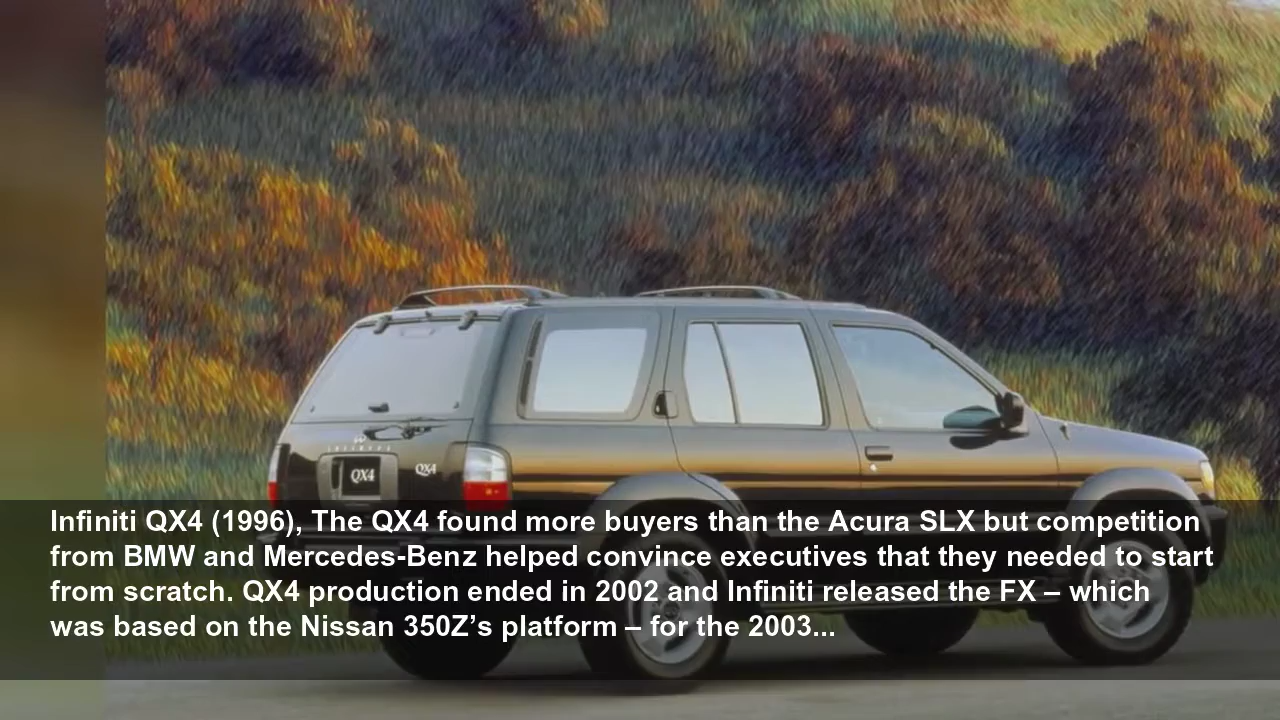 INFINITI
QX4
QX4
Infiniti QX4 (1996), The QX4 found more buyers than the Acura SLX but competition
from BMW and Mercedes-Benz helped convince executives that they needed to start
from scratch. QX4 production ended in 2002 and Infiniti released the FX – which
was based on the Nissan 350Z’s platform – for the 2003...